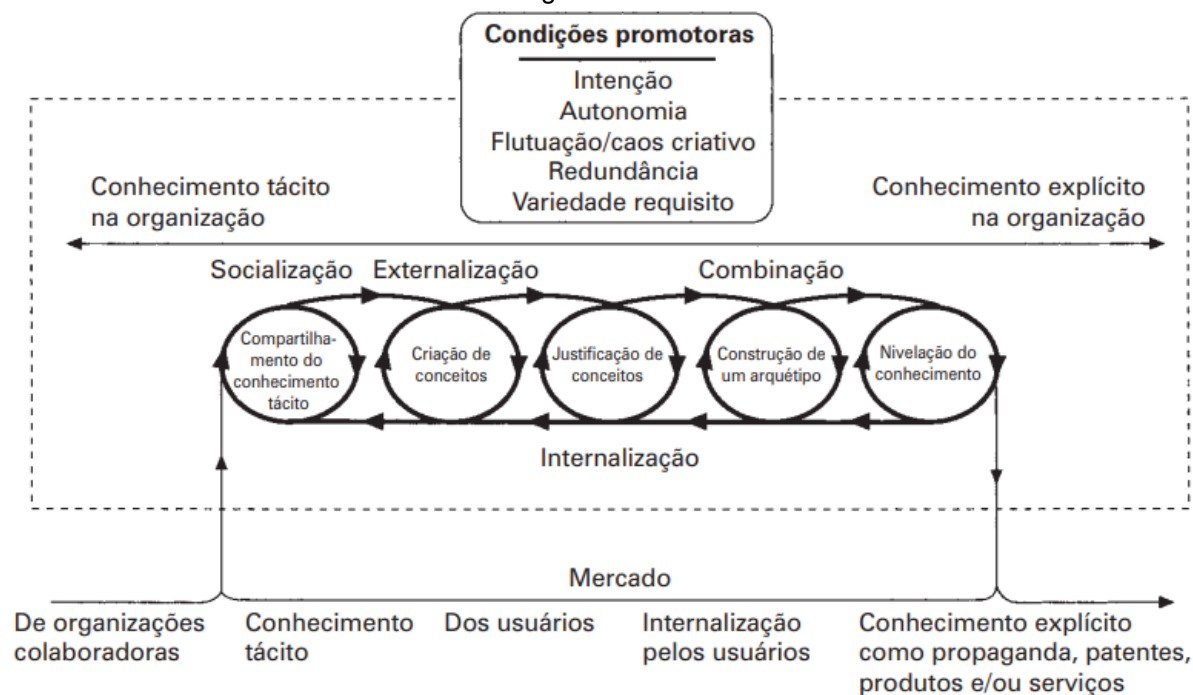 Condições promotoras
Intenção
Autonomia
Flutuação/caos criativo
Redundância
Variedade requisito
Conhecimento tácito
na organização
Conhecimento explícito
na organização
Socialização
Externalização
Combinação
Compartilha-
mento do
conhecimento
tácito
Criação de
conceitos
Justificação de
conceitos
Construção de
um arquétipo
Nivelação do
conhecimento
Internalização
Mercado
De organizações
colaboradoras
Conhecimento
tácito
Dos usuários
Internalização
pelos usuários
Conhecimento explícito
como propaganda, patentes,
produtos e/ou serviços